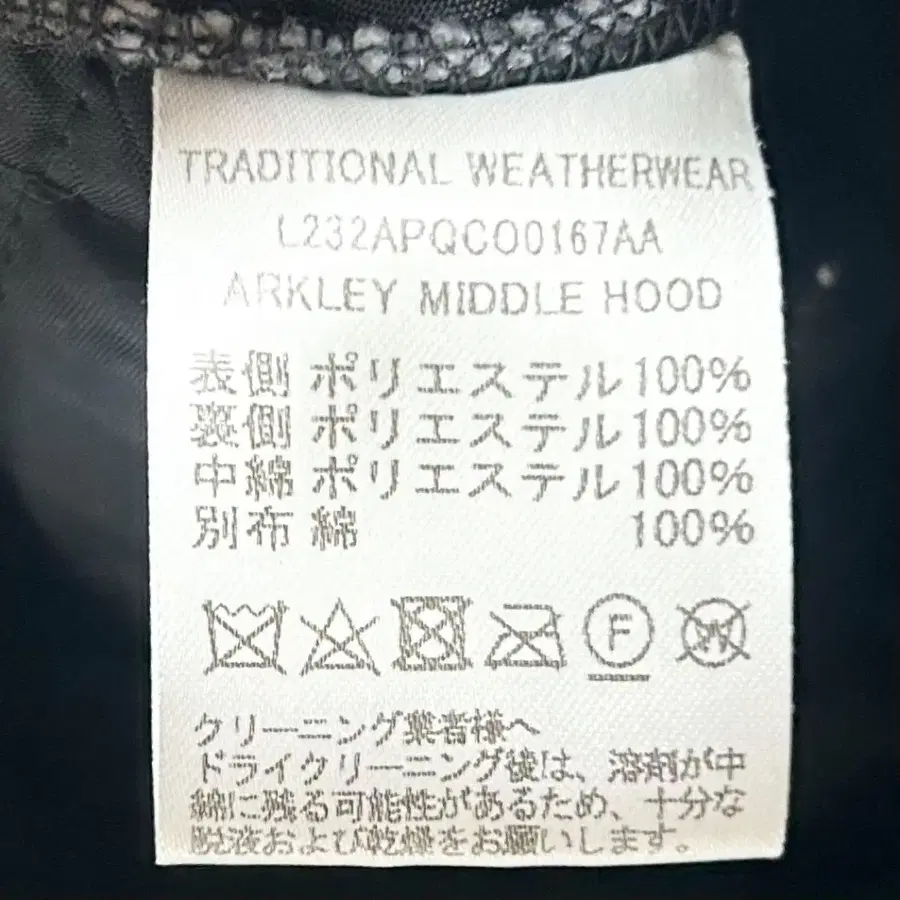 TRADITIONAL WEATHERWEAR
L232APQCO0167AA
ARKLEY MIDDLE HOOD
表側 ポリエステル100%
裏側 ポリエステル100%
中綿 ポリエステル100%
別布 綿 100%
F
W
クリーニング業者様へ
ドライクリーニング後は、溶剤が中
綿に残る可能性があるため、十分な
脱液および乾燥をお願いします。